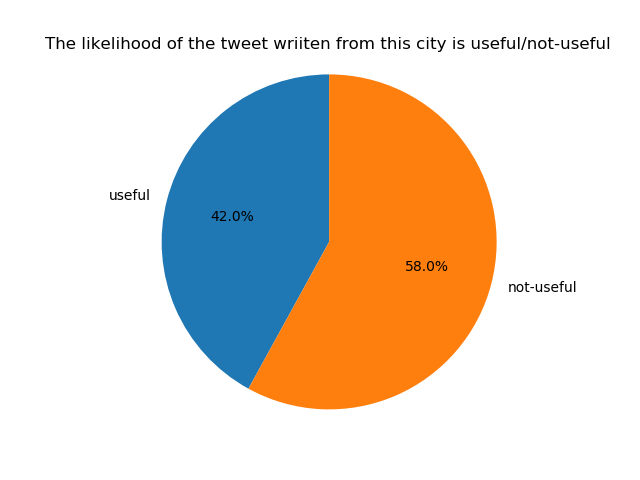 The likelihood of the tweet wriiten from this city is useful/not-useful
useful
42.0%
58.0%
not-useful